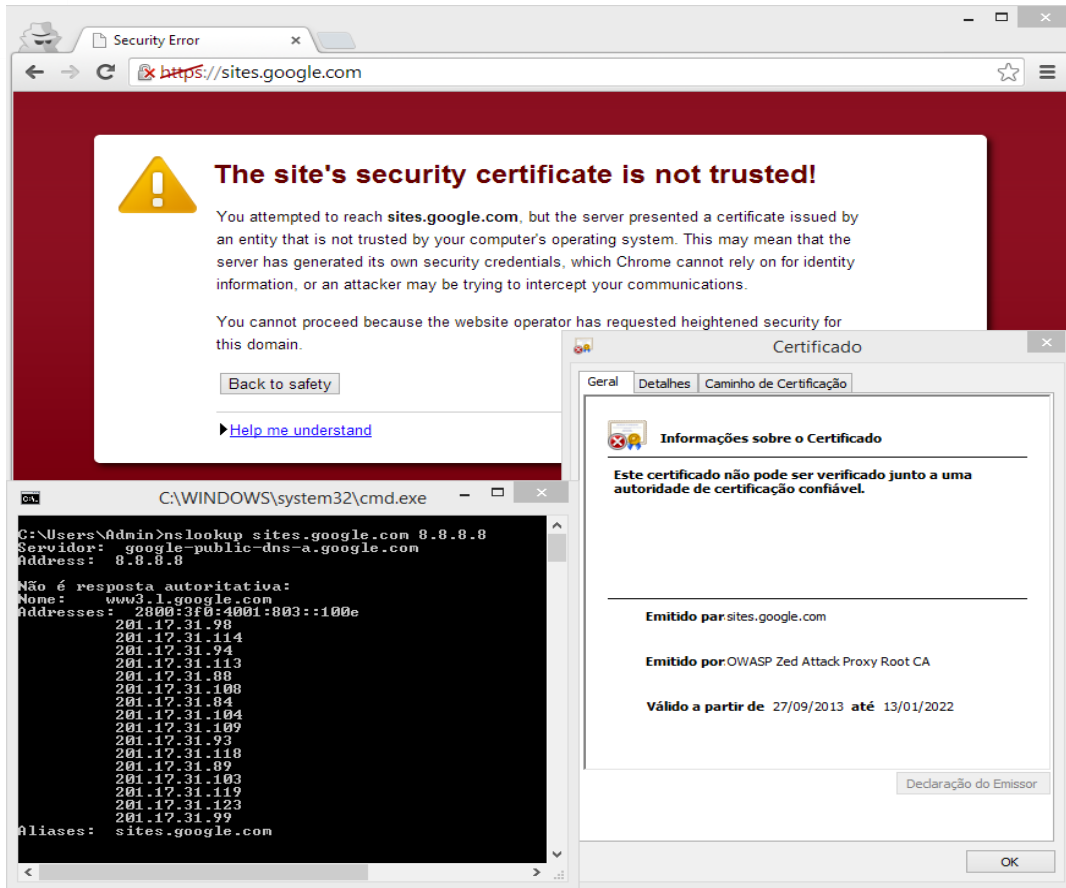 Security Error
https://sites.google.com
The site's security certificate is not trusted!
You attempted to reach sites.google.com, but the server presented a certificate issued by
an entity that is not trusted by your computer's operating system. This may mean that the
server has generated its own security credentials, which Chrome cannot rely on for identity
information, or an attacker may be trying to intercept your communications.
You cannot proceed because the website operator has requested heightened security for
this domain.
Back to safety
Help me understand
Certificado
Geral Detalhes Caminho de Certificação
Informações sobre o Certificado
Este certificado não pode ser verificado junto a uma
autoridade de certificação confiável.
Emitido par sites.google.com
Emitido por OWASP Zed Attack Proxy Root CA
Válido a partir de 27/09/2013 até 13/01/2022
Declaração do Emissor
OK
C:\WINDOWS\system32\cmd.exe
C:\Users\Admin>nslookup sites.google.com 8.8.8.8
Servidor: google-public-dns-a.google.com
Address: 8.8.8.8
Não é resposta autoritativa:
Nome: www3.l.google.com
Addresses: 2800:3f0:4001:803::100e
201.17.31.98
201.17.31.114
201.17.31.94
201.17.31.113
201.17.31.88
201.17.31.108
201.17.31.84
201.17.31.104
201.17.31.109
201.17.31.93
201.17.31.118
201.17.31.89
201.17.31.103
201.17.31.119
201.17.31.123
201.17.31.99
Aliases: sites.google.com